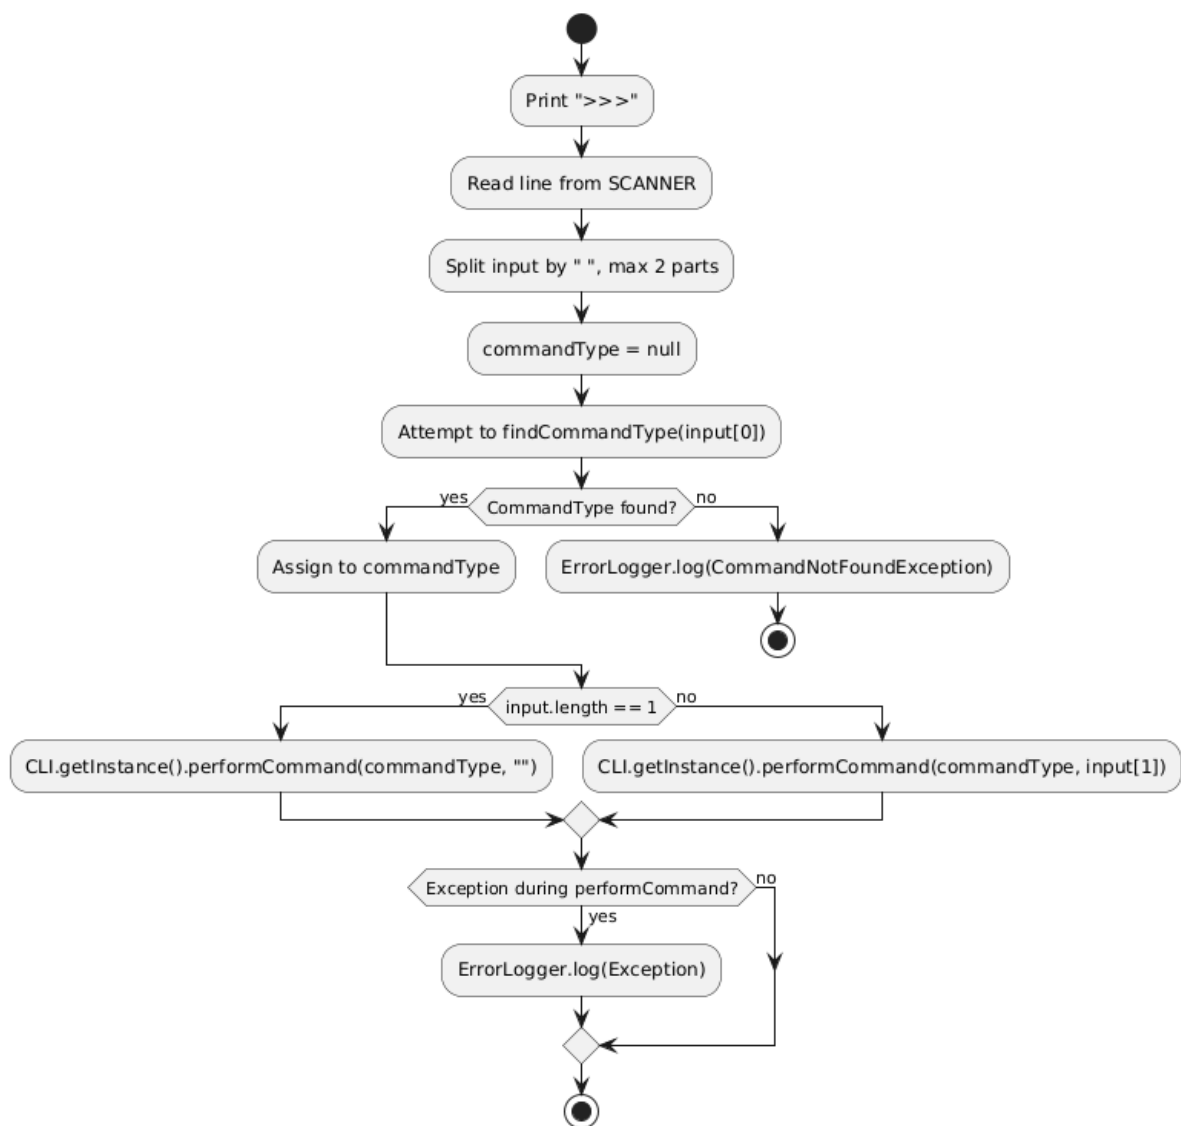 Print ">>>"
Read line from SCANNER
Split input by " ", max 2 parts
commandType = null
Attempt to findCommandType(input[0])
yes
CommandType found?
no
Assign to commandType
ErrorLogger.log(CommandNotFoundException)
yes
input.length == 1
no
CLI.getInstance().performCommand(commandType, "")
CLI.getInstance().performCommand(commandType, input[1])
Exception during performCommand?
no
yes
ErrorLogger.log(Exception)